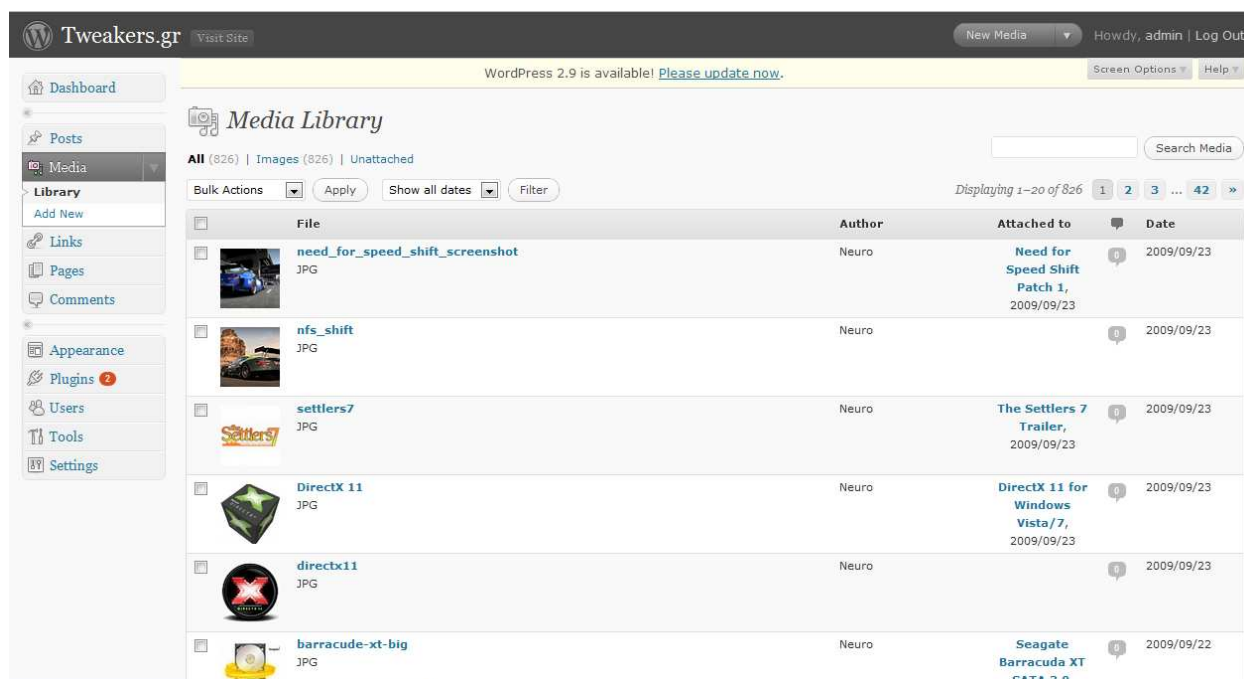 Tweakers.gr Visit Site New Media Howdy, admin | Log Out
WordPress 2.9 is available! Please update now. Screen Options Help
Dashboard
Posts
Media
Library
Add New
Links
Pages
Comments
Appearance
Plugins 2
Users
Tools
Settings
Media Library
Search Media
All (826) | Images (826) | Unattached
Bulk Actions Apply Show all dates Filter Displaying 1–20 of 826 1 2 3 ... 42 »
File Author Attached to Date
need_for_speed_shift_screenshot Neuro Need for 0 2009/09/23
JPG Speed Shift
Patch 1,
2009/09/23
nfs_shift Neuro 0 2009/09/23
JPG
settlers7 Neuro The Settlers 7 0 2009/09/23
Settlers7 JPG Trailer,
2009/09/23
DirectX 11 Neuro DirectX 11 for 0 2009/09/23
JPG Windows
Vista/7,
2009/09/23
directx11 Neuro 0 2009/09/23
JPG
DIRECTX 11
barracude-xt-big Neuro Seagate 0 2009/09/22
JPG Barracuda XT
SATA 3.0